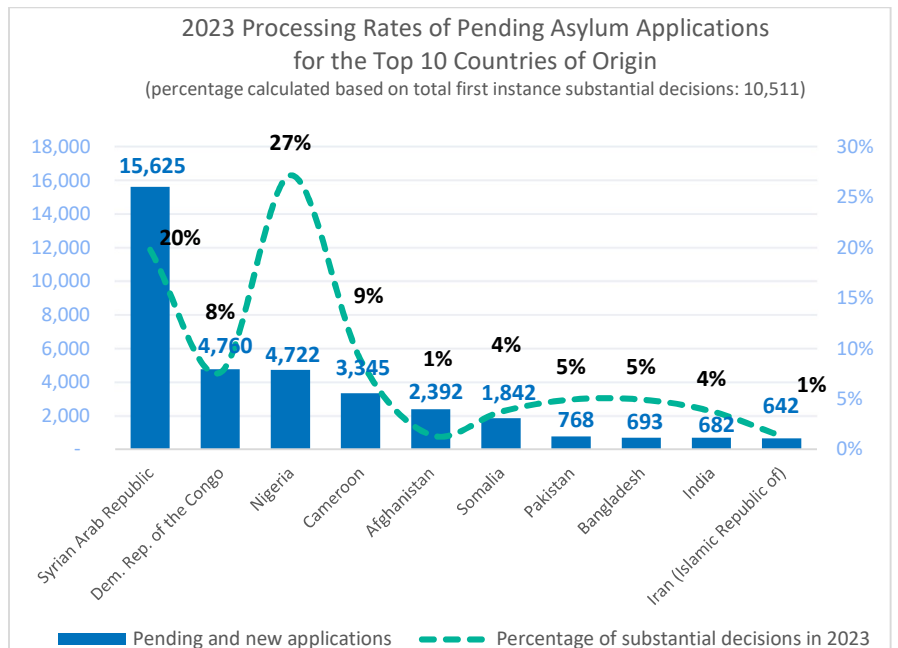 2023 Processing Rates of Pending Asylum Applications
for the Top 10 Countries of Origin
(percentage calculated based on total first instance substantial decisions: 10,511)
18,000
16,000
14,000
12,000
10,000
8,000
6,000
4,000
2,000
-
30%
25%
20%
15%
10%
5%
0%
15,625
4,760
4,722
3,345
2,392
1,842
768
693
682
642
20%
8%
27%
9%
1%
4%
5%
5%
4%
1%
Syrian Arab Republic
Dem. Rep. of the Congo
Nigeria
Cameroon
Afghanistan
Somalia
Pakistan
Bangladesh
India
Iran (Islamic Republic of)
Pending and new applications
Percentage of substantial decisions in 2023